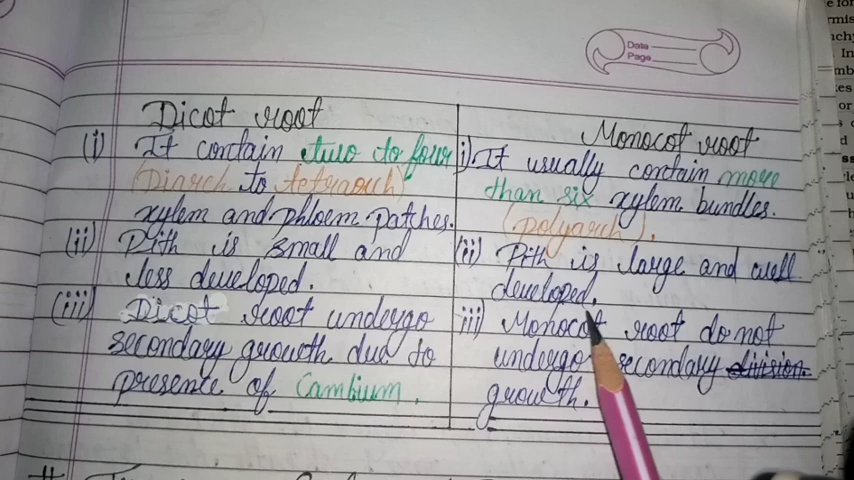 Date
Page
Dicot root
(i) It contain two to four
(Diarch to tetraarch)
xylem and phloem patches.
(ii) Pith is small and
less developed.
(iii) Dicot root undergo
secondary growth due to
presence of Cambium.
Monocot root
i) It usually contain more
than six xylem bundles.
(polyarch).
(ii) Pith is large and well
developed.
iii) Monocot root do not
undergo secondary division
growth.